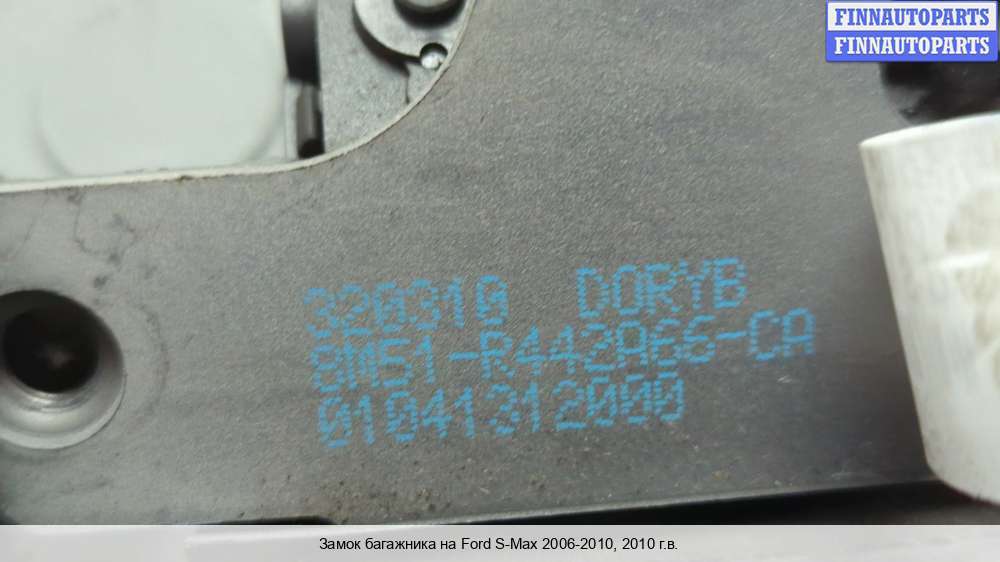 FINNAUTOPARTS
FINNAUTOPARTS
320310 DORYB
8M51-R442A66-CA
01041312000
Замок багажника на Ford S-Max 2006-2010, 2010 г.в.